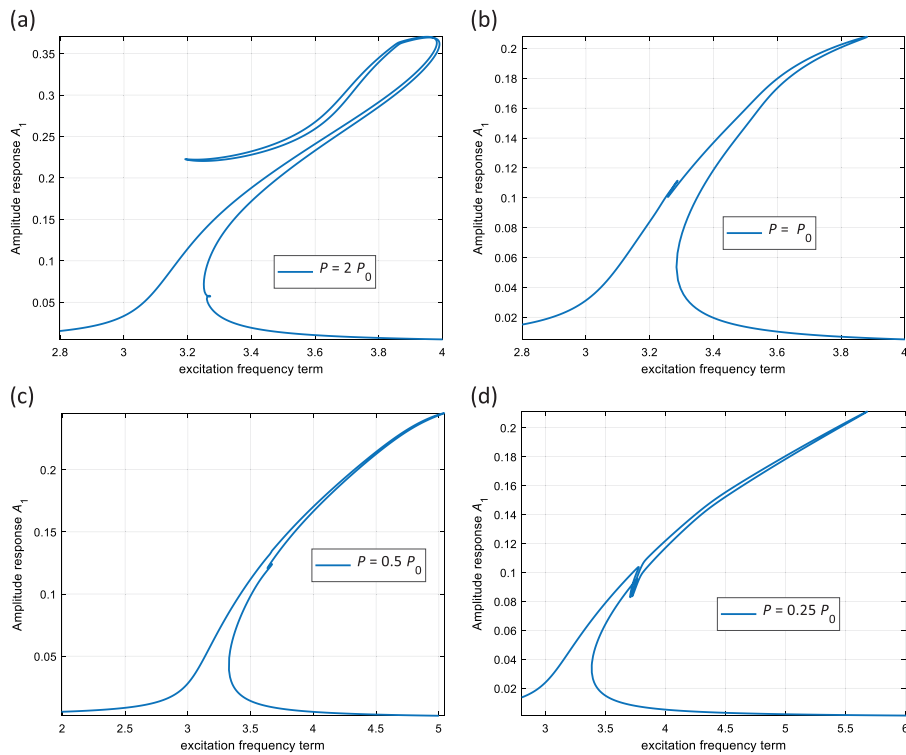 (a)
Amplitude response A1
0.35
0.3
0.25
0.2
0.15
0.1
0.05
P = 2 P0
2.8 3 3.2 3.4 3.6 3.8 4
excitation frequency term
(b)
Amplitude response A1
0.2
0.18
0.16
0.14
0.12
0.1
0.08
0.06
0.04
0.02
P = P0
2.8 3 3.2 3.4 3.6 3.8 4
excitation frequency term
(c)
Amplitude response A1
0.2
0.15
0.1
0.05
P = 0.5 P0
2 2.5 3 3.5 4 4.5 5
excitation frequency term
(d)
Amplitude response A1
0.2
0.18
0.16
0.14
0.12
0.1
0.08
0.06
0.04
0.02
P = 0.25 P0
3 3.5 4 4.5 5 5.5 6
excitation frequency term